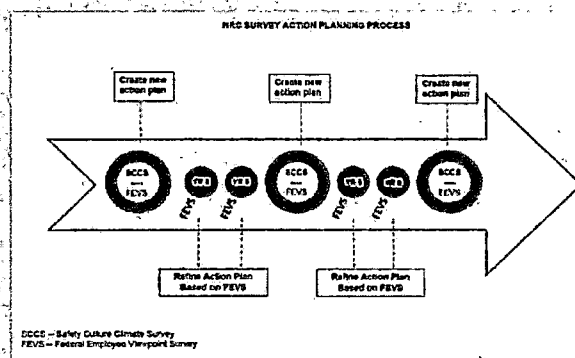 NRC SURVEY ACTION PLANNING PROCESS
Create new
action plan
Create new
action plan
Create new
action plan
SCCS
FEVS
FEVS
FEVS
SCCS
FEVS
FEVS
FEVS
SCCS
FEVS
Refine Action Plan
Based on FEVS
Refine Action Plan
Based on FEVS
SCCS – Safety Culture Climate Survey
FEVS – Federal Employee Viewpoint Survey